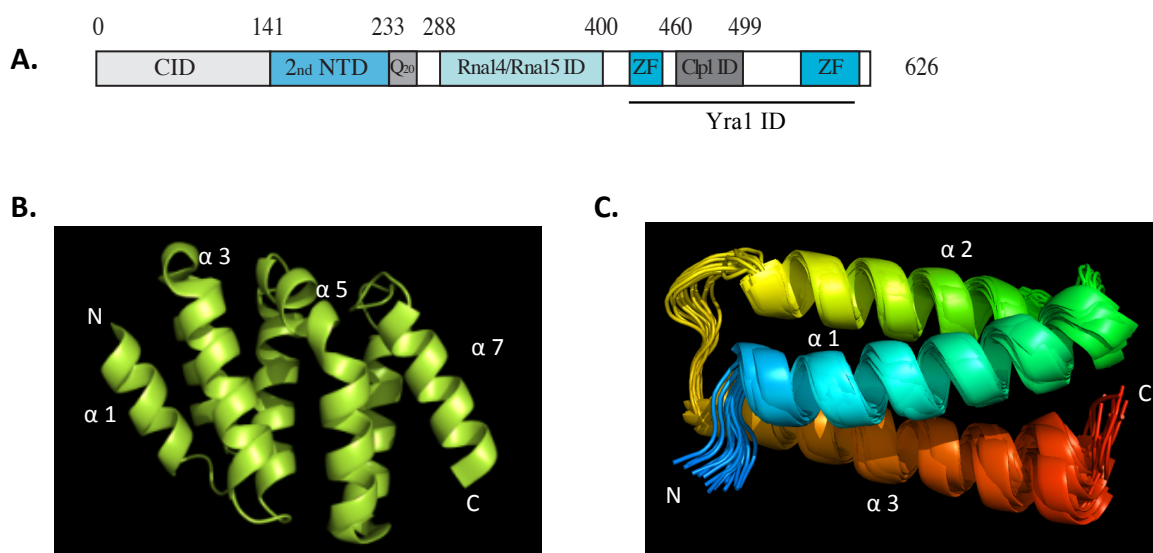 0 141 233 288 400 460 499
A. CID 2nd NTD Q20 Rna14/Rna15 ID ZF Clp1 ID ZF 626
Yra1 ID
B. C.
α 3 α 5 N α 7 α 1 C
α 2 α 1 C N α 3